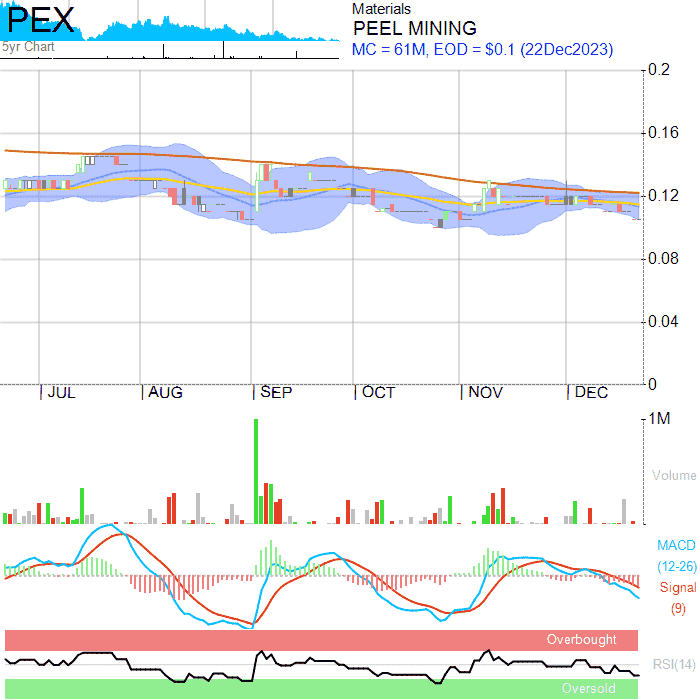 PEX
5yr Chart
Materials
PEEL MINING
MC = 61M, EOD = $0.1 (22Dec2023)
0.2
0.16
0.12
0.08
0.04
0
JUL AUG SEP OCT NOV DEC
1M
Volume
MACD
(12-26)
Signal
(9)
Overbought
RSI(14)
Oversold